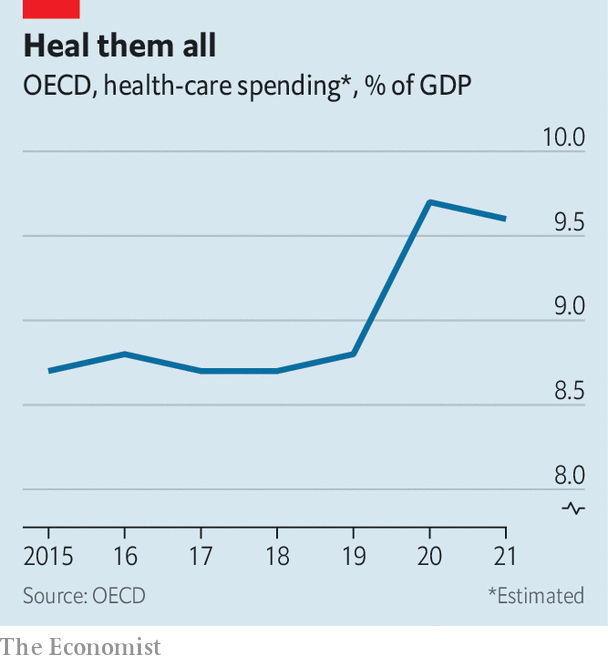 Heal them all
OECD, health-care spending*, % of GDP
10.0
9.5
9.0
8.5
8.0
2015 16 17 18 19 20 21
Source: OECD *Estimated
The Economist